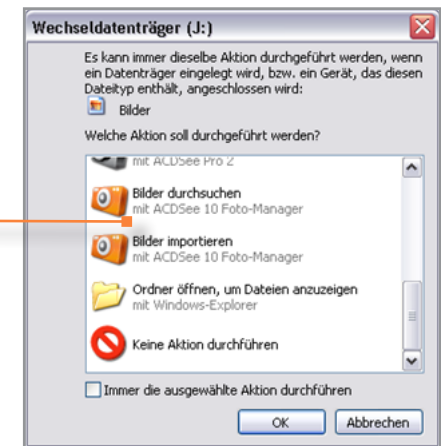 Wechseldatenträger (J:)
Es kann immer dieselbe Aktion durchgeführt werden, wenn
ein Datenträger eingelegt wird, bzw. ein Gerät, das diesen
Dateityp enthält, angeschlossen wird:
Bilder
Welche Aktion soll durchgeführt werden?
mit ACDSee Pro 2
Bilder durchsuchen
mit ACDSee 10 Foto-Manager
Bilder importieren
mit ACDSee 10 Foto-Manager
Ordner öffnen, um Dateien anzuzeigen
mit Windows-Explorer
Keine Aktion durchführen
Immer die ausgewählte Aktion durchführen
OK
Abbrechen